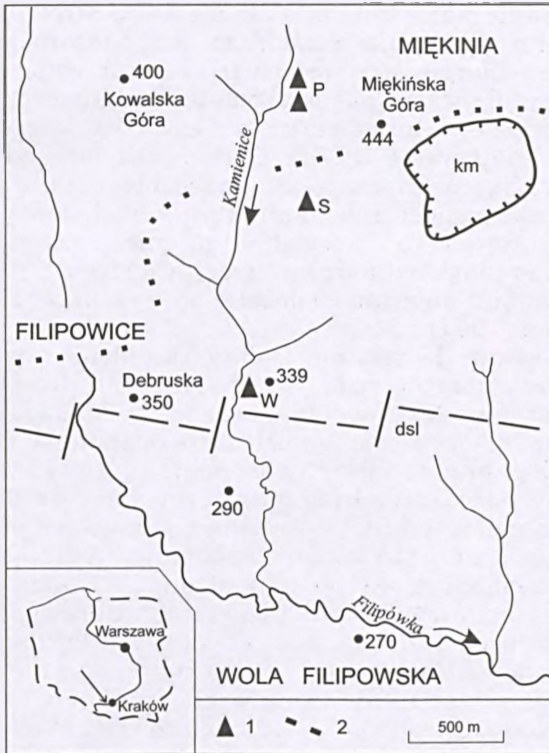 MIĘKINIA
400
Kowalska
Góra
P
Miękińska
Góra
444
km
Kamienice
S
FILIPOWICE
Debruska
350
339
W
dsl
290
Filipówka
270
Warszawa
Kraków
WOLA FILIPOWSKA
1
2
500 m